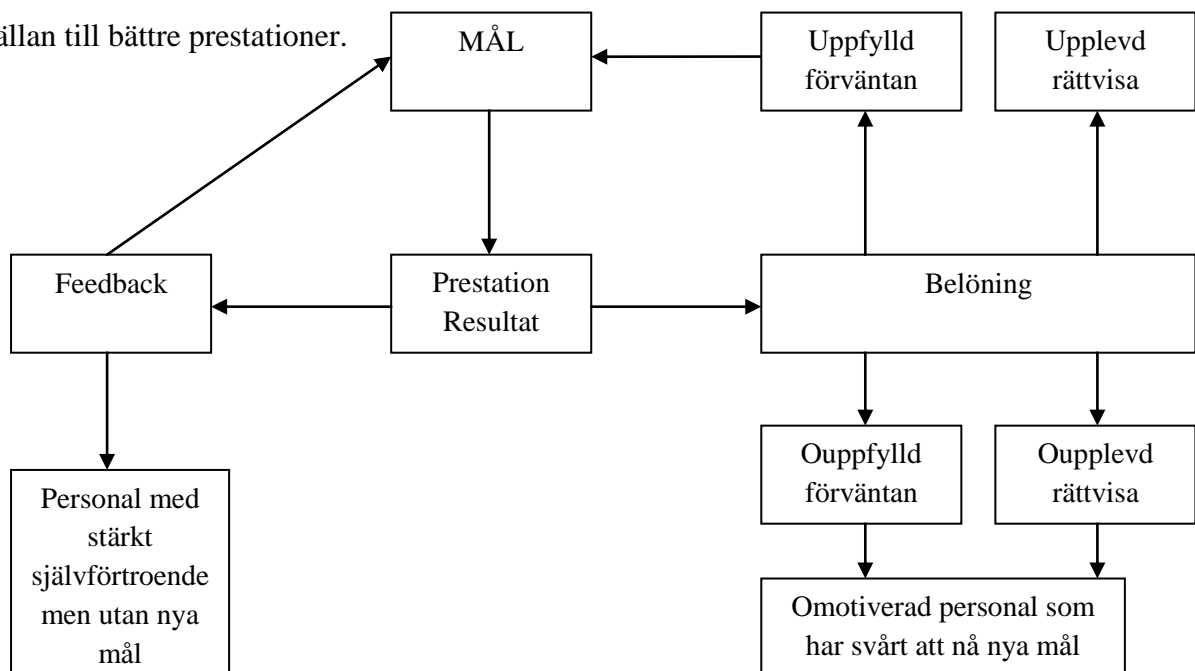 ällan till bättre prestationer.
MÅL
Uppfylld
förväntan
Upplevd
rättvisa
Feedback
Prestation
Resultat
Belöning
Ouppfylld
förväntan
Oupplevd
rättvisa
Personal med
stärkt
självförtroende
men utan nya
mål
Omotiverad personal som
har svårt att nå nya mål